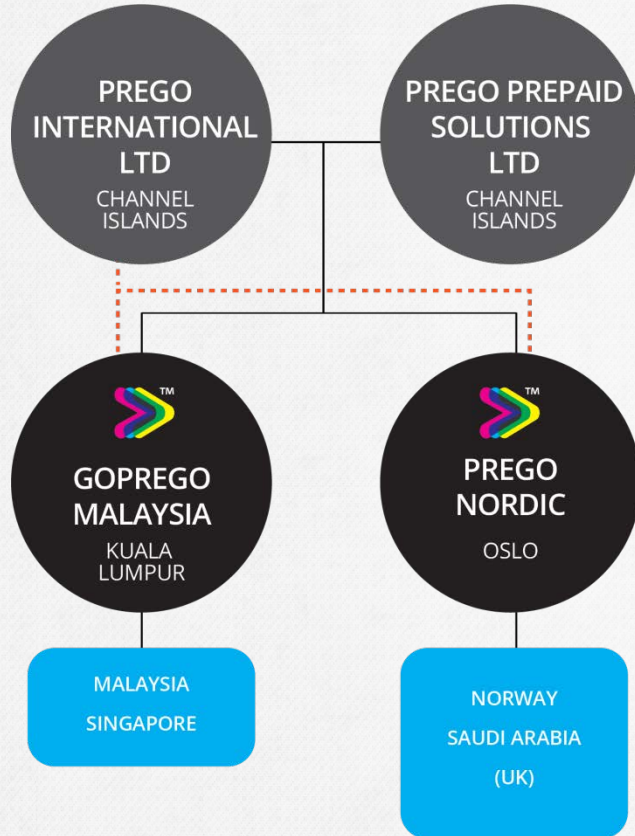 PREGO
INTERNATIONAL
LTD
CHANNEL
ISLANDS
PREGO PREPAID
SOLUTIONS
LTD
CHANNEL
ISLANDS
TM
GOPREGO
MALAYSIA
KUALA
LUMPUR
TM
PREGO
NORDIC
OSLO
MALAYSIA
SINGAPORE
NORWAY
SAUDI ARABIA
(UK)